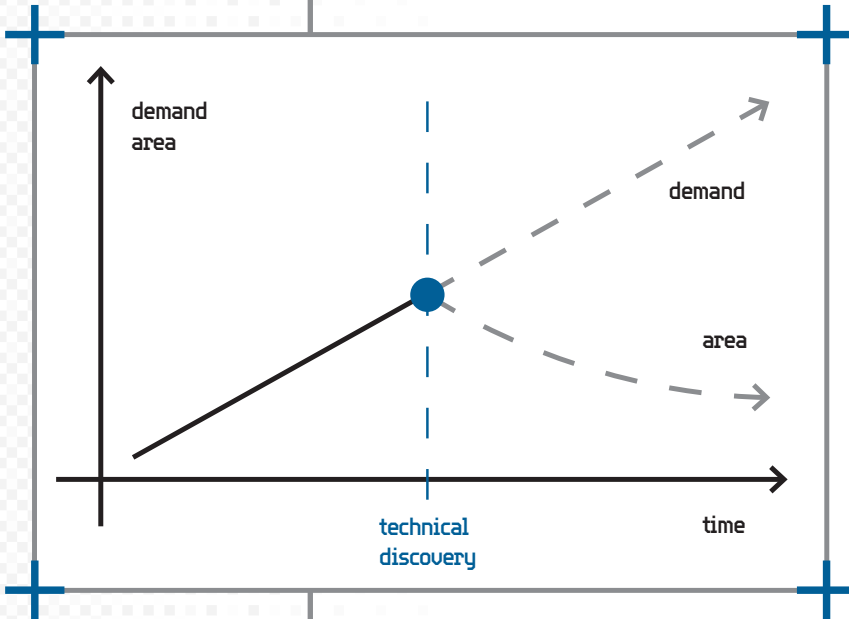 demand
area
demand
area
technical
discovery
time